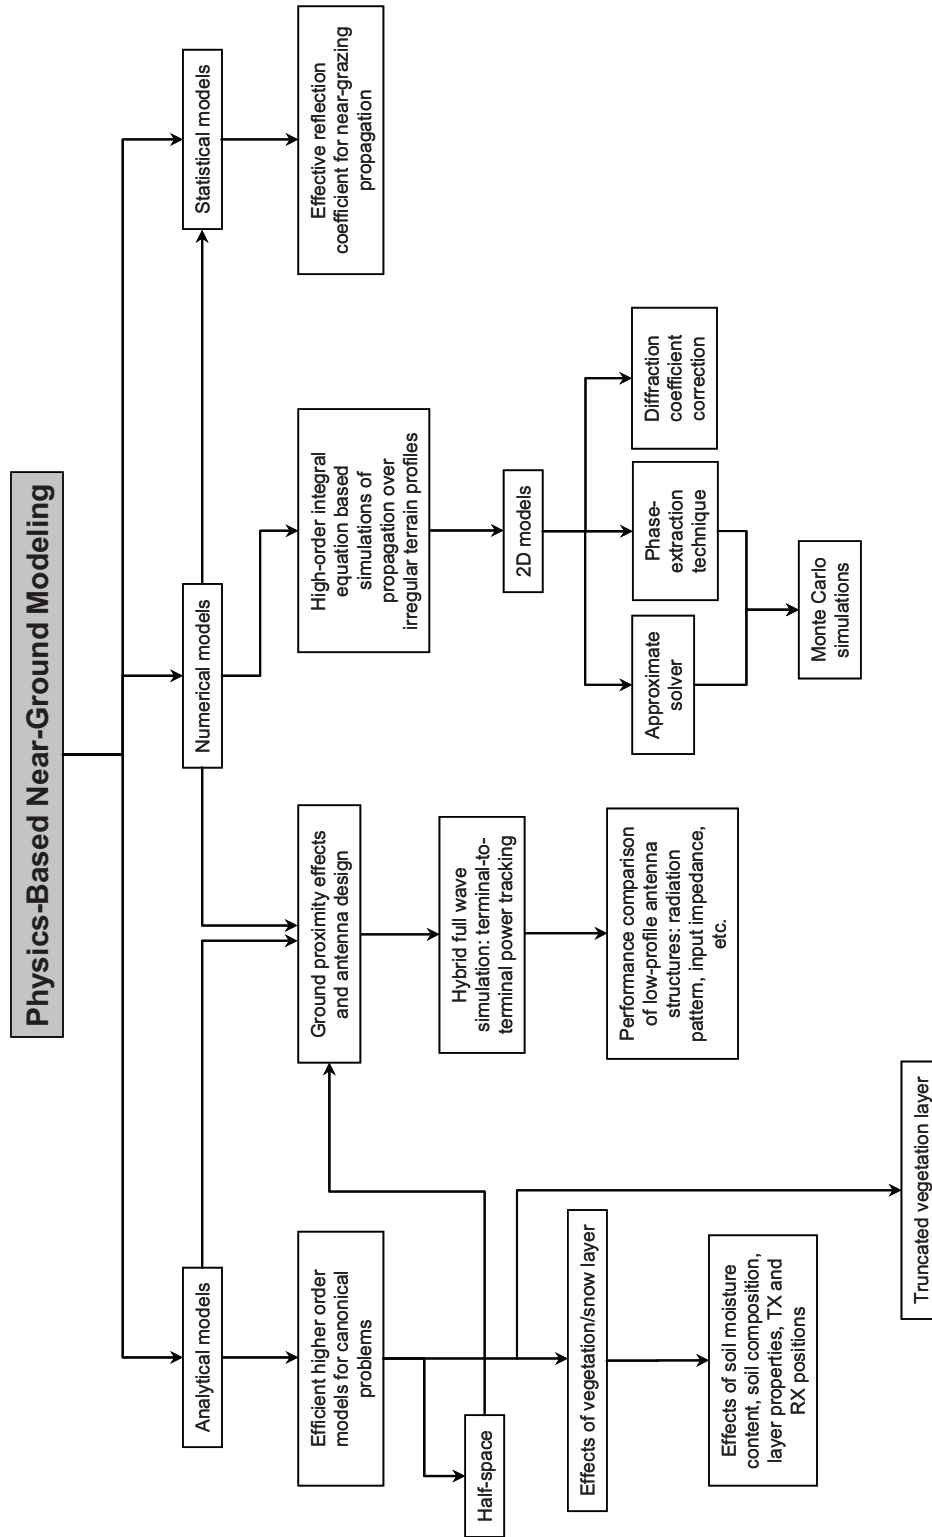 Physics-Based Near-Ground Modeling
Analytical models
Numerical models
Statistical models
Efficient higher order
models for canonical
problems
Ground proximity effects
and antenna design
High-order integral
equation based
simulations of
propagation over
irregular terrain profiles
Effective reflection
coefficient for near-grazing
propagation
Half-space
Hybrid full wave
simulation: terminal-to-
terminal power tracking
2D models
Effects of vegetation/snow layer
Performance comparison
of low-profile antenna
structures: radiation
pattern, input impedance,
etc.
Approximate
solver
Phase-
extraction
technique
Diffraction
coefficient
correction
Effects of soil moisture
content, soil composition,
layer properties, TX and
RX positions
Monte Carlo
simulations
Truncated vegetation layer